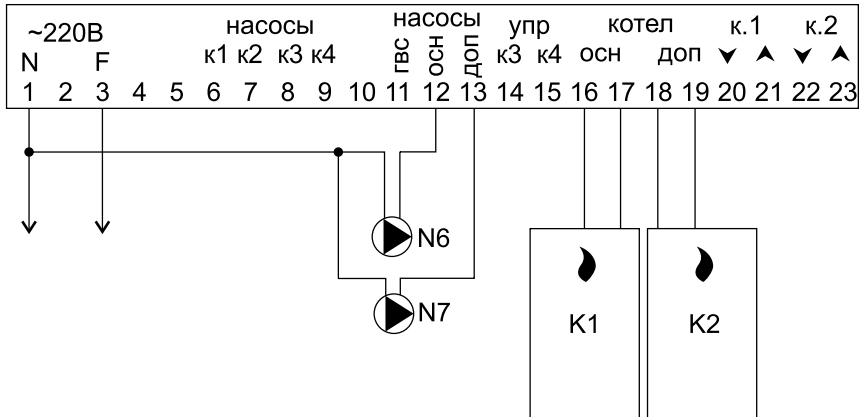 ~220В насосы насосы упр котел к.1 к.2
N F к1 к2 к3 к4 гвс осн доп к3 к4 осн доп
1 2 3 4 5 6 7 8 9 10 11 12 13 14 15 16 17 18 19 20 21 22 23
N6
N7
K1 K2